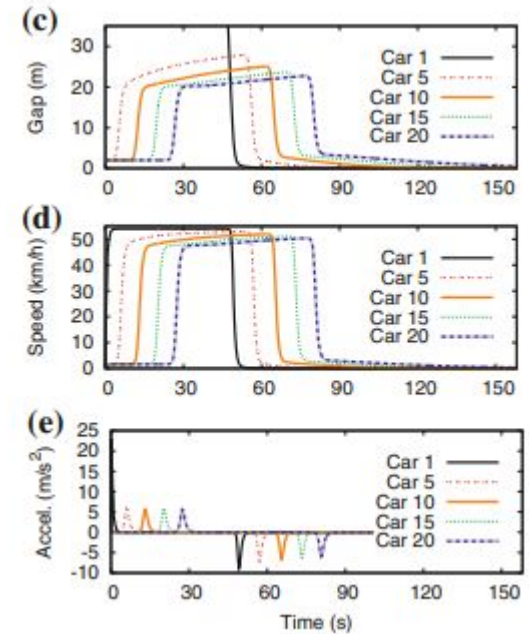 (c)
Gap (m)
30
20
10
0
Car 1
Car 5
Car 10
Car 15
Car 20
0 30 60 90 120 150
(d)
Speed (km/h)
50
40
30
20
10
0
Car 1
Car 5
Car 10
Car 15
Car 20
0 30 60 90 120 150
(e)
Accel. (m/s²)
25
20
15
10
5
0
-5
-10
Car 1
Car 5
Car 10
Car 15
Car 20
0 30 60 90 120 150
Time (s)